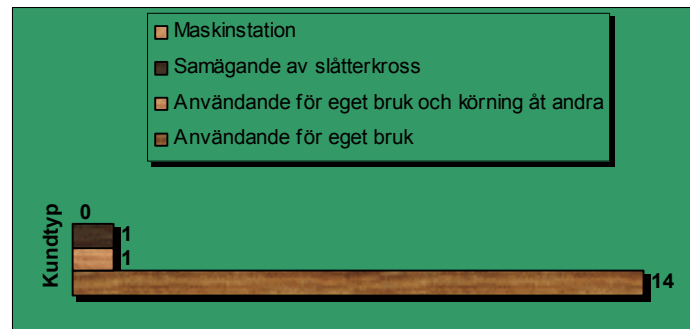 Maskinstation
Samägande av slåtterkross
Användande för eget bruk och körning åt andra
Användande för eget bruk
Kundtyp
0
1
1
14